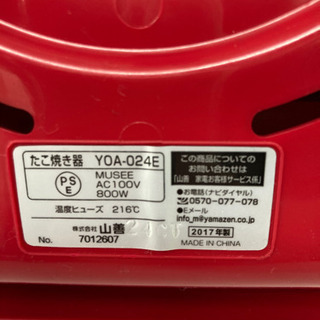 たこ焼き器 YOA-024E
PS
E
MUSEE
AC100V
800W
温度ヒューズ 216℃
株式会社 山善
No. 7012607
この商品についての
お問い合わせは
「山善 家電お客様サービス係」
●お電話(ナビダイヤル)
0570-077-078
●Eメール
info_m@yamazen.co.jp
2017年製
MADE IN CHINA